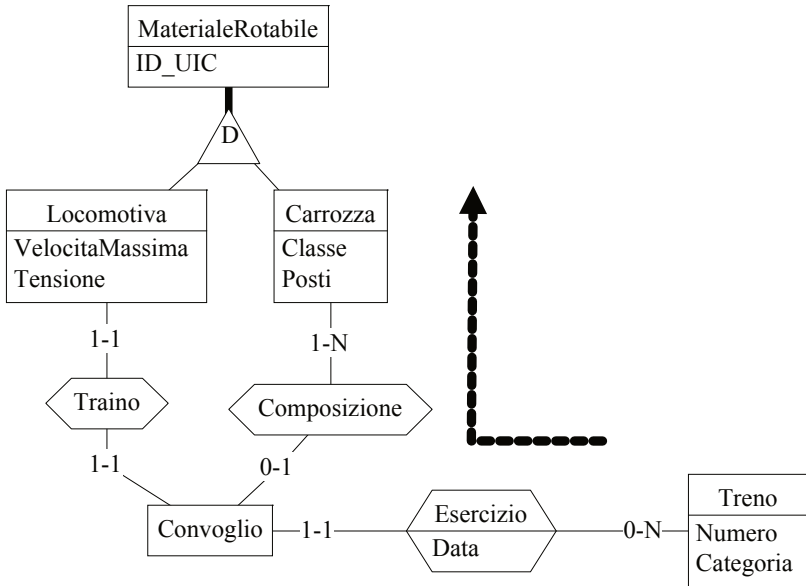 MaterialeRotabile
ID_UIC
D
Locomotiva
VelocitaMassima
Tensione
Carrozza
Classe
Posti
1-1
1-N
Traino
Composizione
1-1
0-1
Convoglio
1-1
Esercizio
Data
0-N
Treno
Numero
Categoria